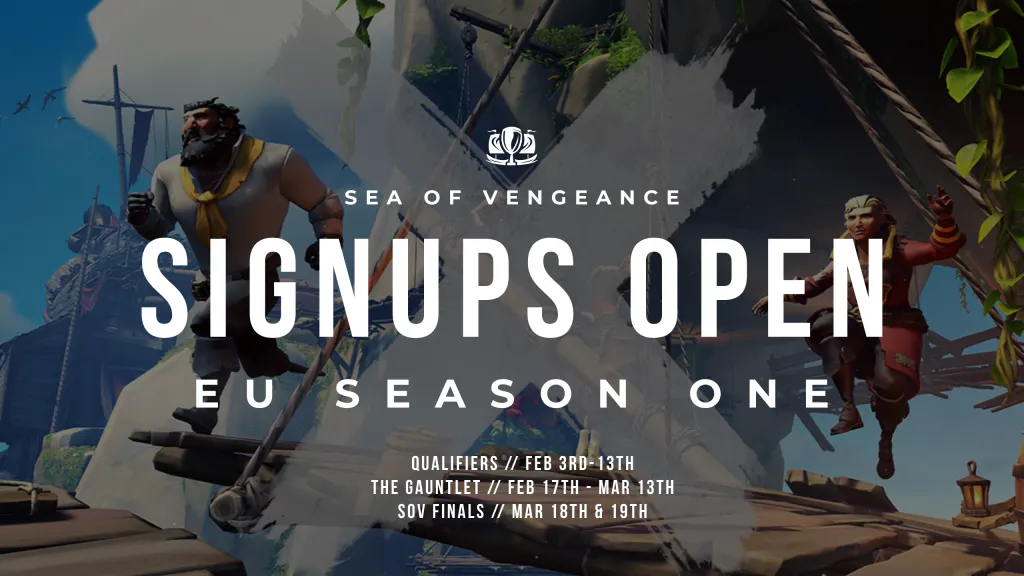 SEA OF VENGEANCE
SIGNUPS OPEN
EU SEASON ONE
QUALIFIERS // FEB 3RD-13TH
THE GAUNTLET // FEB 17TH - MAR 13TH
SOV FINALS // MAR 18TH & 19TH